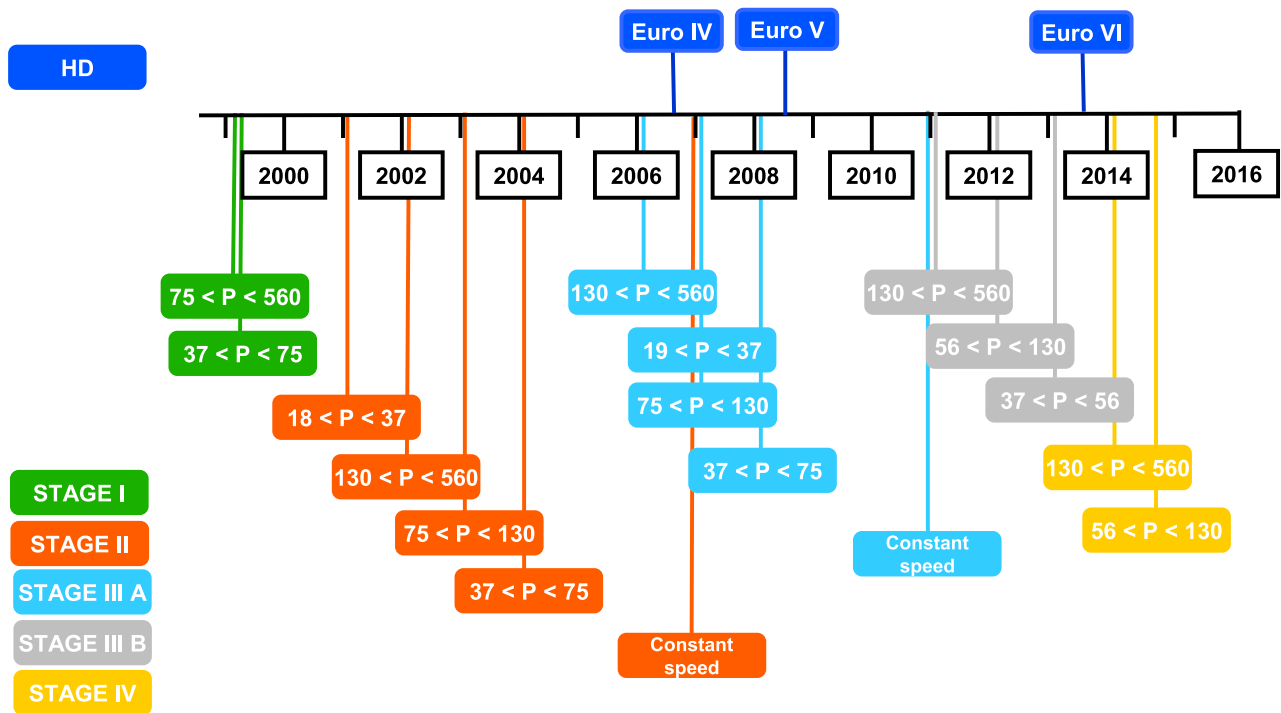 Euro IV
Euro V
Euro VI
HD
2000
2002
2004
2006
2008
2010
2012
2014
2016
75 < P < 560
37 < P < 75
18 < P < 37
130 < P < 560
75 < P < 130
37 < P < 75
Constant
speed
130 < P < 560
19 < P < 37
75 < P < 130
37 < P < 75
Constant
speed
130 < P < 560
56 < P < 130
37 < P < 56
130 < P < 560
56 < P < 130
STAGE I
STAGE II
STAGE III A
STAGE III B
STAGE IV